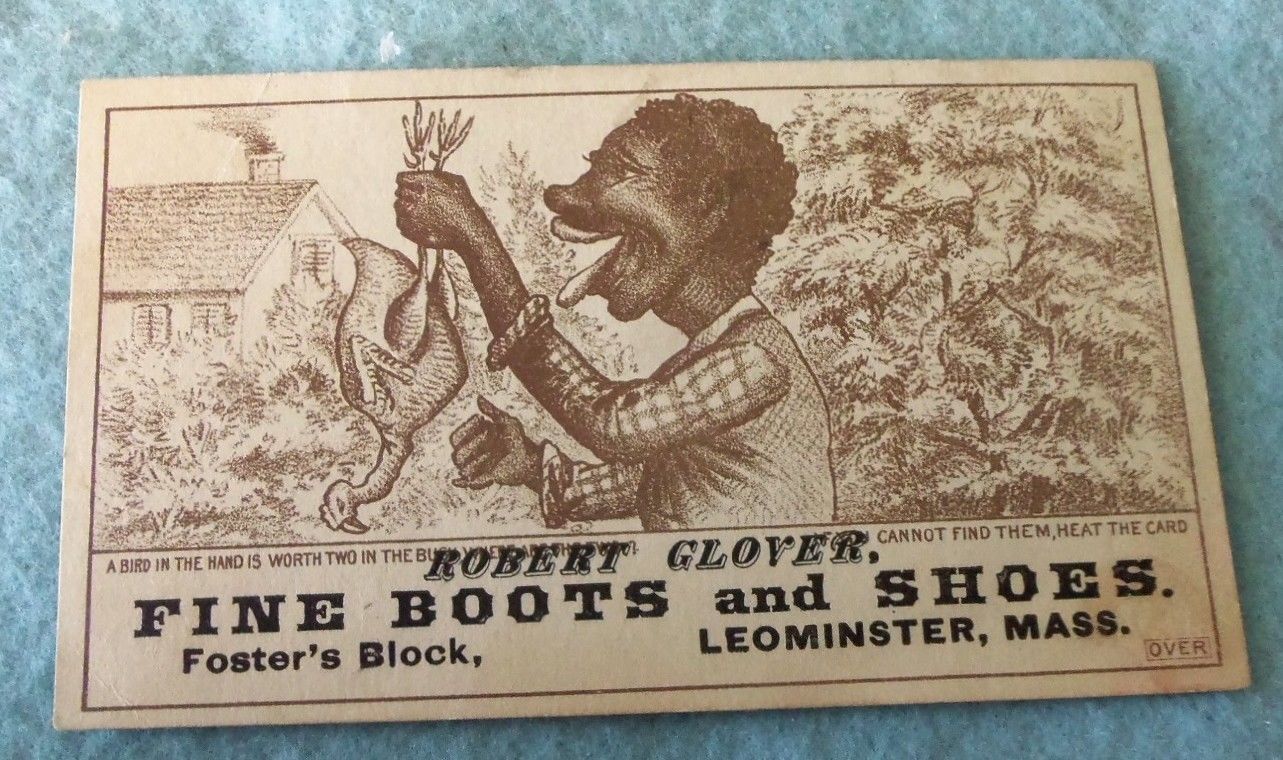 A BIRD IN THE HAND IS WORTH TWO IN THE CANNOT FIND THEM, HEAT THE CARD
ROBERT GLOVER,
FINE BOOTS and SHOES.
Foster's Block, LEOMINSTER, MASS.
OVER